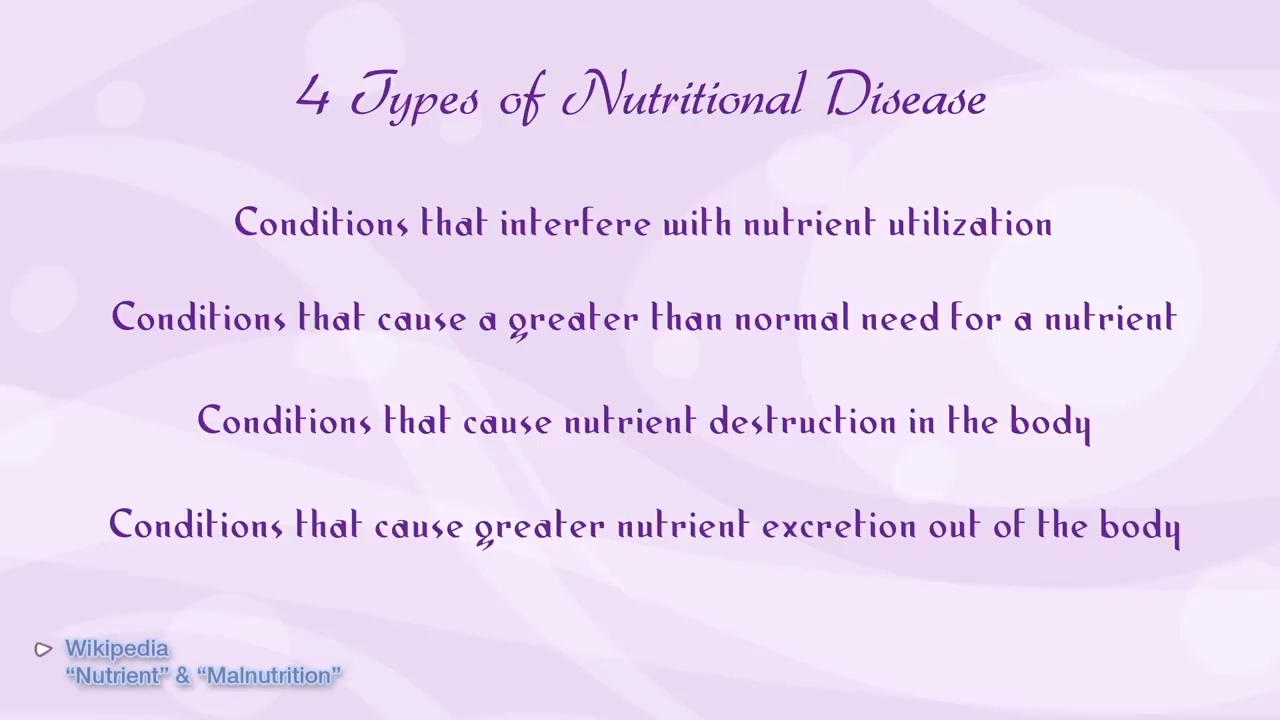 4 Types of Nutritional Disease
Conditions that interfere with nutrient utilization
Conditions that cause a greater than normal need for a nutrient
Conditions that cause nutrient destruction in the body
Conditions that cause greater nutrient excretion out of the body
Wikipedia
“Nutrient” & “Malnutrition”